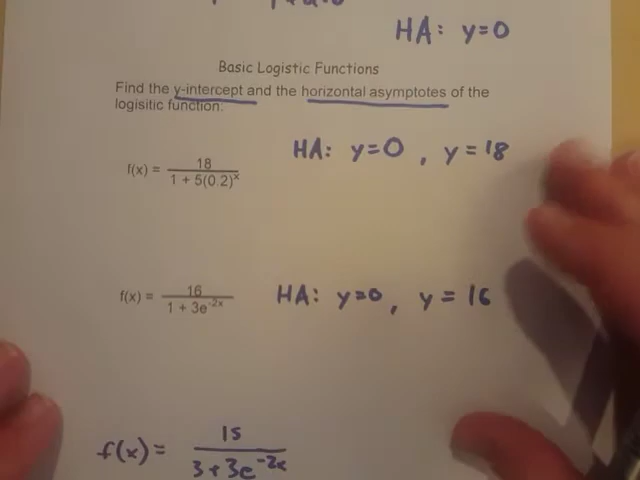 HA: y=0
Basic Logistic Functions
Find the y-intercept and the horizontal asymptotes of the
logisitic function.
HA: y=0 , y=18
f(x) = 18 / 1 + 5(0.2)^x
f(x) = 16 / 1 + 3e^-2x
HA: y=0, y = 16
f(x) = 15 / 3+3e^-2x